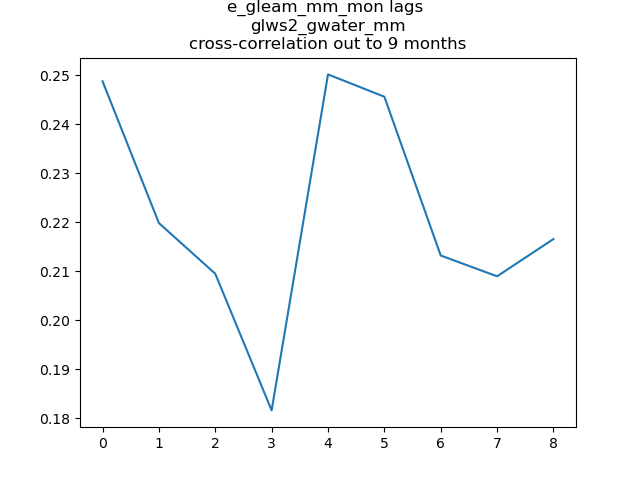 e_gleam_mm_mon lags
glws2_gwater_mm
cross-correlation out to 9 months
0.25
0.24
0.23
0.22
0.21
0.20
0.19
0.18
0 1 2 3 4 5 6 7 8